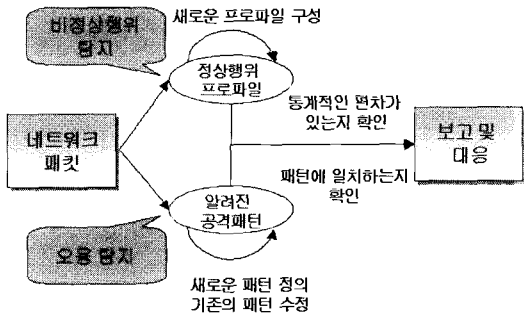 비정상행위
탐지
새로운 프로파일 구성
정상행위
프로파일
통계적인 편차가
있는지 확인
네트워크
패킷
보고 및
대응
패턴에 일치하는지
확인
알려진
공격패턴
오용 탐지
새로운 패턴 정의
기존의 패턴 수정